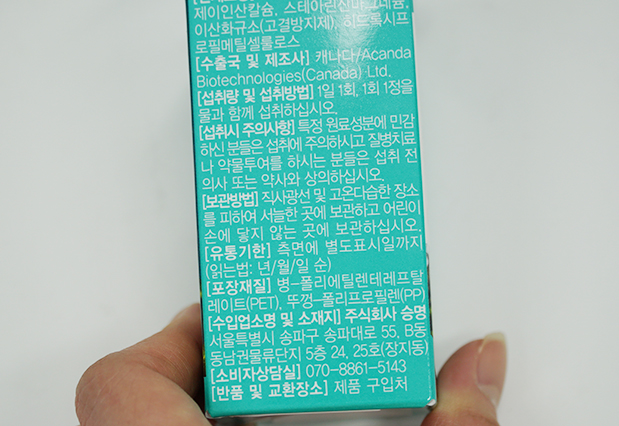 제이인산칼슘, 스테아린산마그네슘,
이산화규소(고결방지제), 히드록시프
로필메틸셀룰로스
[수출국 및 제조사] 캐나다/Acanda
Biotechnologies(Canada) Ltd.
[섭취량 및 섭취방법] 1일 1회, 1회 1정을
물과 함께 섭취하십시오.
[섭취시 주의사항] 특정 원료성분에 민감
하신 분들은 섭취에 주의하시고 질병치료
나 약물투여를 하시는 분들은 섭취 전
의사 또는 약사와 상의하십시오
[보관방법] 직사광선 및 고온다습한 장소
를 피하여 서늘한 곳에 보관하고 어린이
손에 닿지 않는 곳에 보관하십시오.
[유통기한] 측면에 별도표시일까지
(읽는법: 년/월/일 순)
[포장재질] 병-폴리에틸렌테레프탈
레이트(PET), 뚜껑-폴리프로필렌(PP)
[수입업소명 및 소재지] 주식회사 승명
서울특별시 송파구 송파대로 55, B동
동남권물류단지 5층 24, 25호(장지동)
[소비자상담실] 070-8861-5143
[반품 및 교환장소] 제품 구입처